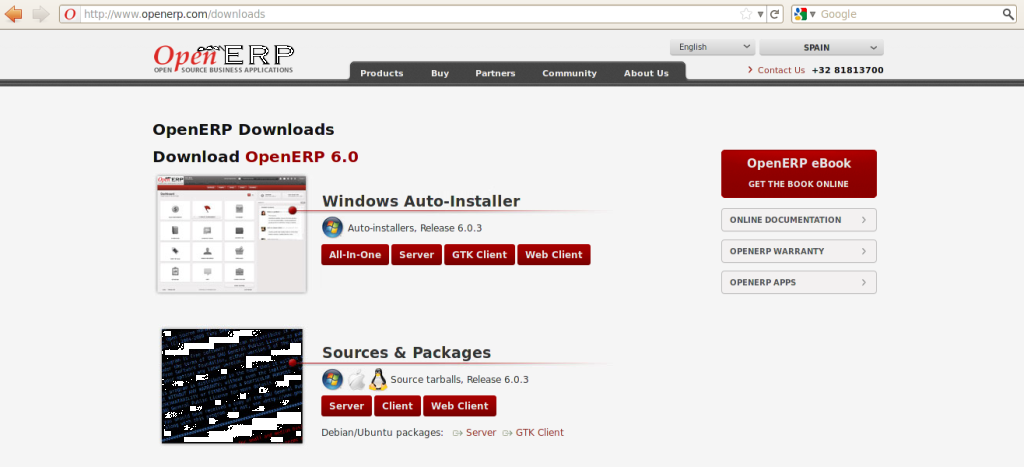 http://www.openerp.com/downloads
Google
OpenERP
OPEN SOURCE BUSINESS APPLICATIONS
English
SPAIN
Products Buy Partners Community About Us
Contact Us +32 81813700
OpenERP Downloads
Download OpenERP 6.0
OpenERP eBook
GET THE BOOK ONLINE
Windows Auto-Installer
Auto-installers, Release 6.0.3
ONLINE DOCUMENTATION
All-In-One Server GTK Client Web Client
OPENERP WARRANTY
OPENERP APPS
Sources & Packages
Source tarballs, Release 6.0.3
Server Client Web Client
Debian/Ubuntu packages: Server GTK Client